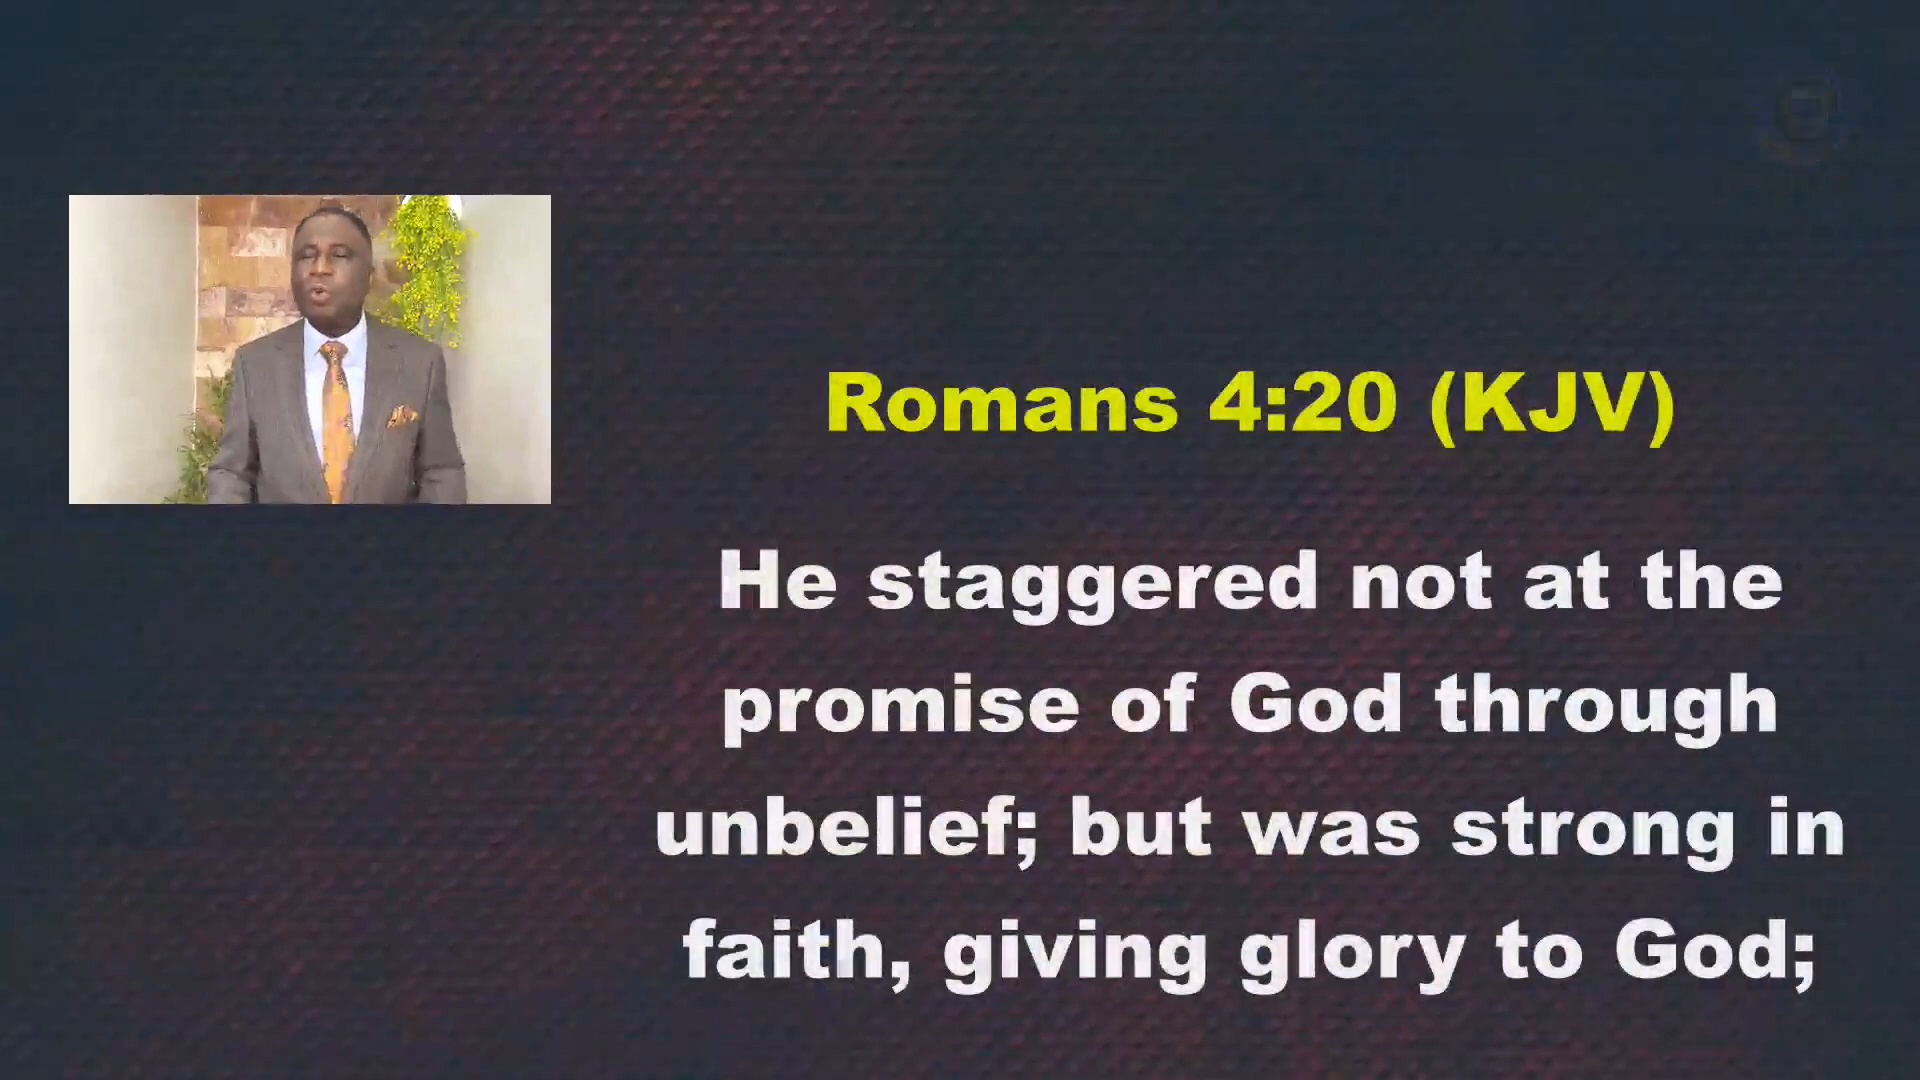 Romans 4:20 (KJV)
He staggered not at the
promise of God through
unbelief; but was strong in
faith, giving glory to God;